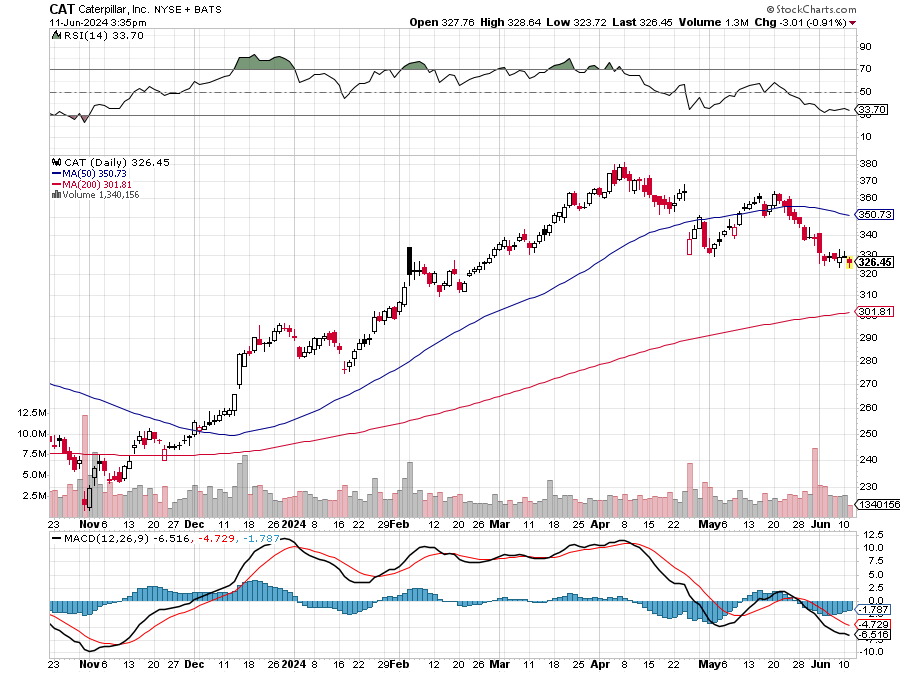 CAT Caterpillar, Inc. NYSE + BATS © StockCharts.com
11-Jun-2024 3:35pm Open 327.76 High 328.64 Low 323.72 Last 326.45 Volume 1.3M Chg -3.01 (-0.91%)
RSI(14) 33.70
90
70
50
33.70
30
10
CAT (Daily) 326.45
MA(50) 350.73
MA(200) 301.81
Volume 1,340,156
380
370
360
350.73
340
330
326.45
320
310
301.81
300
290
280
270
260
250
240
230
12.5M
10.0M
7.5M
5.0M
2.5M
1340156
23 Nov 6 13 20 27 Dec 11 18 26 2024 8 16 22 29 Feb 12 20 26 Mar 11 18 25 Apr 8 15 22 May 6 13 20 28 Jun 10
MACD(12,26,9) -6.516, -4.729, -1.787
12.5
10.0
7.5
5.0
2.5
0.0
-1.787
-4.729
-6.516
-7.5
-10.0
23 Nov 6 13 20 27 Dec 11 18 26 2024 8 16 22 29 Feb 12 20 26 Mar 11 18 25 Apr 8 15 22 May 6 13 20 28 Jun 10